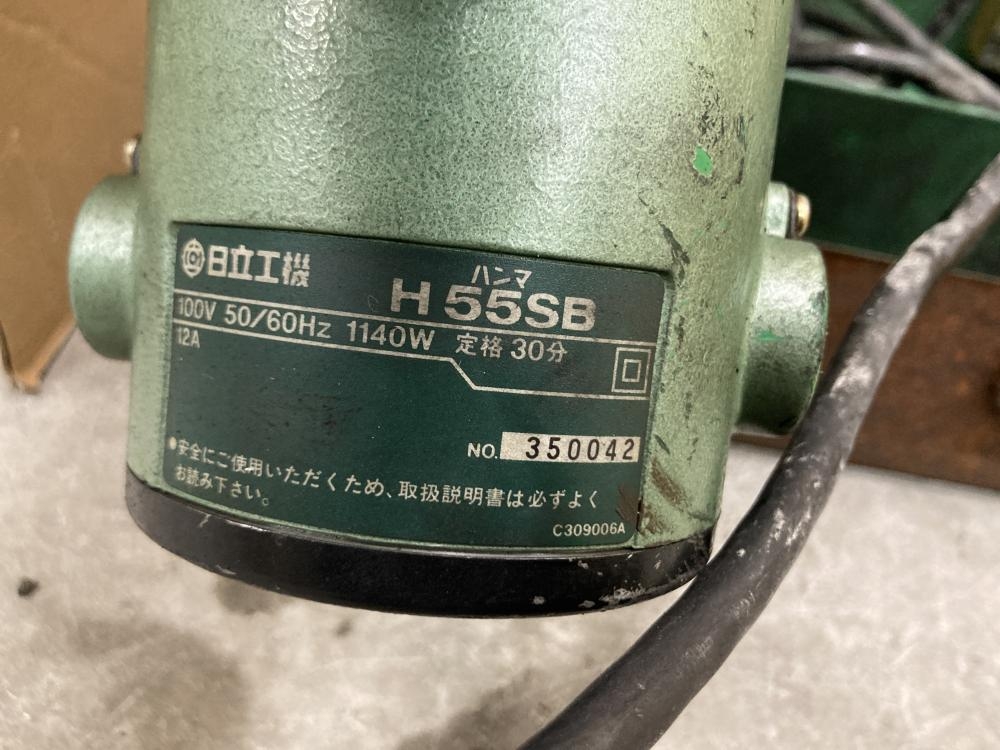 日立工機
ハンマ
H 55SB
100V 50/60Hz 1140W 定格 30分
12A
NO. 350042
●安全にご使用いただくため、取扱説明書は必ずよく
お読み下さい。
C309006A